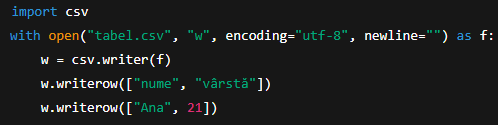 import csv
with open("tabel.csv", "w", encoding="utf-8", newline="") as f:
    w = csv.writer(f)
    w.writerow(["nume", "vârstă"])
    w.writerow(["Ana", 21])